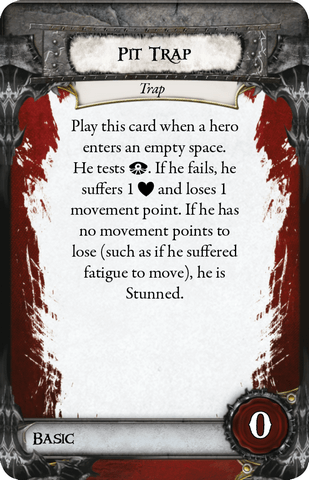 Pit Trap
Trap
Play this card when a hero
enters an empty space.
He tests . If he fails, he
suffers 1 ♥ and loses 1
movement point. If he has
no movement points to
lose (such as if he suffered
fatigue to move), he is
Stunned.
Basic
0